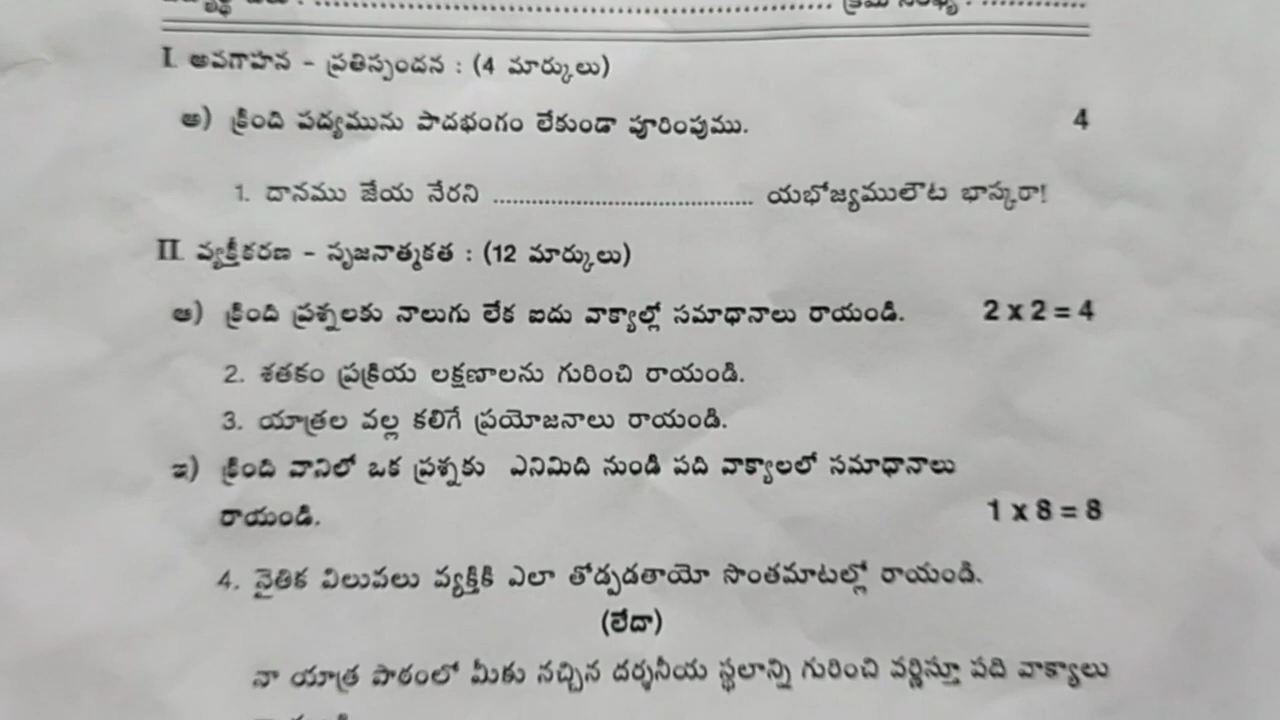 I. అవగాహన - ప్రతిస్పందన : (4 మార్కులు)
అ) క్రింది పద్యమును పాదభంగం లేకుండా పూరింపుము. 4
1. దానము జేయ నేరని .................................... యభోజ్యములౌట భాస్కరా!
II. వ్యక్తీకరణ - సృజనాత్మకత : (12 మార్కులు)
ఆ) క్రింది ప్రశ్నలకు నాలుగు లేక ఐదు వాక్యాల్లో సమాధానాలు రాయండి. 2 x 2 = 4
2. శతకం ప్రక్రియ లక్షణాలను గురించి రాయండి.
3. యాత్రల వల్ల కలిగే ప్రయోజనాలు రాయండి.
ఇ) క్రింది వానిలో ఒక ప్రశ్నకు ఎనిమిది నుండి పది వాక్యాలలో సమాధానాలు
రాయండి. 1 x 8 = 8
4. నైతిక విలువలు వ్యక్తికి ఎలా తోడ్పడతాయో సొంతమాటల్లో రాయండి.
(లేదా)
నా యాత్ర పాఠంలో మీకు నచ్చిన దర్శనీయ స్థలాన్ని గురించి వర్ణిస్తూ పది వాక్యాలు